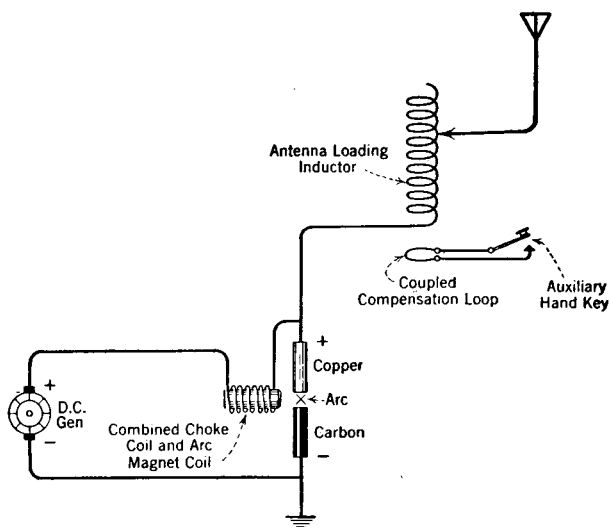 Antenna Loading
Inductor
Coupled
Compensation Loop
Auxiliary
Hand Key
+
Copper
Arc
Carbon
−
+
D.C.
Gen
−
Combined Choke
Coil and Arc
Magnet Coil